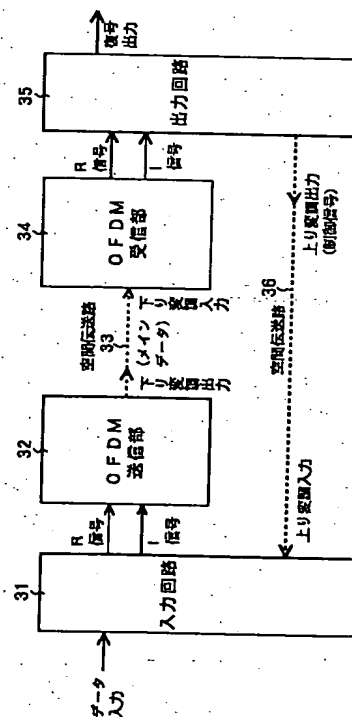 データ
入力
31
入力回路
R
信号
I
信号
32
OFDM
送信部
下り変調出力
空間伝送路
33
(メイン
データ)
下り変調入力
34
OFDM
受信部
R
信号
I
信号
35
出力回路
復号
出力
上り変調入力
空間伝送路
36
上り変調出力
(制御信号)